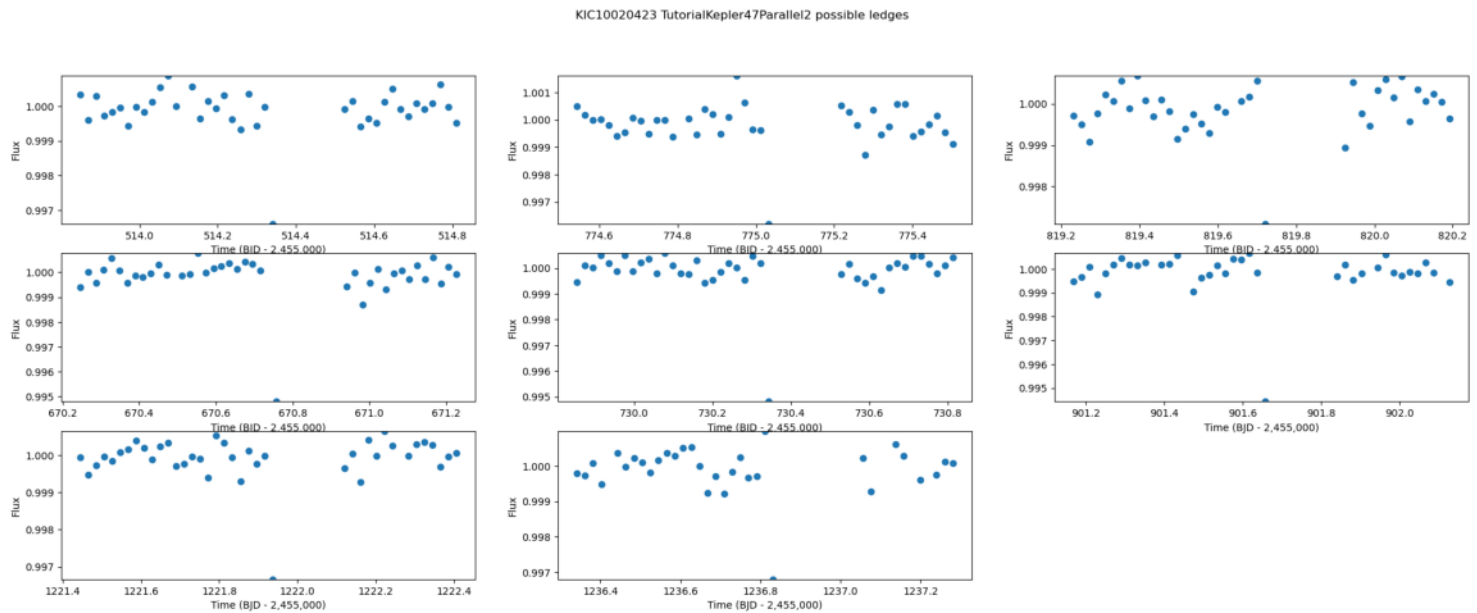 KIC10020423 TutorialKepler47Parallel2 possible ledges
1.000
0.999
0.998
0.997
Flux
514.0 514.2 514.4 514.6 514.8
Time (BJD - 2,455,000)
1.001
1.000
0.999
0.998
0.997
Flux
774.6 774.8 775.0 775.2 775.4
Time (BJD - 2,455,000)
1.000
0.999
0.998
Flux
819.2 819.4 819.6 819.8 820.0 820.2
Time (BJD - 2,455,000)
1.000
0.999
0.998
0.997
0.996
0.995
Flux
670.2 670.4 670.6 670.8 671.0 671.2
Time (BJD - 2,455,000)
1.000
0.999
0.998
0.997
0.996
0.995
Flux
730.0 730.2 730.4 730.6 730.8
Time (BJD - 2,455,000)
1.000
0.999
0.998
0.997
0.996
0.995
Flux
901.2 901.4 901.6 901.8 902.0
Time (BJD - 2,455,000)
1.000
0.999
0.998
0.997
Flux
1221.4 1221.6 1221.8 1222.0 1222.2 1222.4
Time (BJD - 2,455,000)
1.000
0.999
0.998
0.997
Flux
1236.4 1236.6 1236.8 1237.0 1237.2
Time (BJD - 2,455,000)